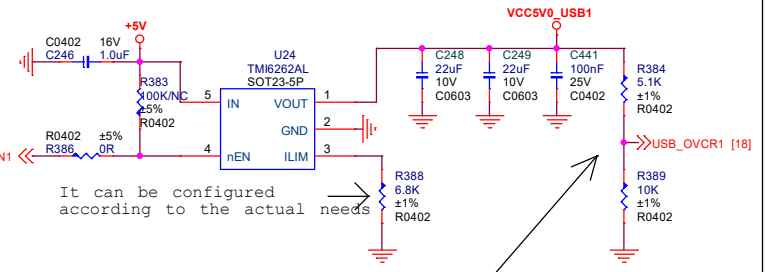 VCC5V0_USB1
+5V
C0402 16V
C246 1.0uF
U24
TMI6262AL
SOT23-5P
C248
22uF
10V
C0603
C249
22uF
10V
C0603
C441
100nF
25V
C0402
R384
5.1K
±1%
R0402
R383
100K/NC
±5%
R0402
5 IN VOUT 1
GND 2
4 nEN ILIM 3
R0402 ±5%
R386 0R
N1
USB_OVCR1 [18]
R388
6.8K
±1%
R0402
R389
10K
±1%
R0402
It can be configured
according to the actual needs